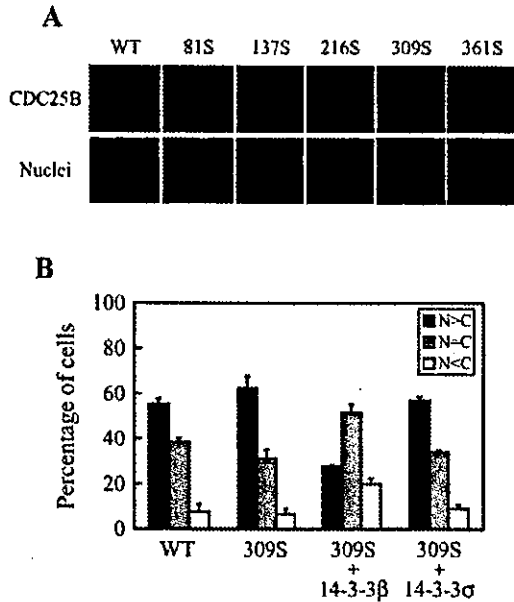 A
WT 81S 137S 216S 309S 361S
CDC25B
Nuclei
B
Percentage of cells
100
80
60
40
20
0
N>C
N=C
N<C
WT 309S 309S 309S
+ +
14-3-3β 14-3-3σ